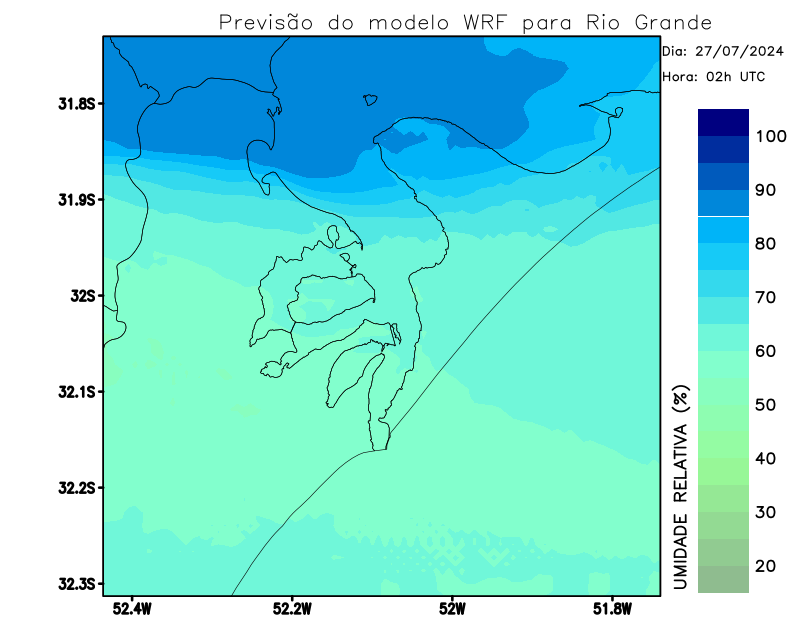 Previsão do modelo WRF para Rio Grande
Dia: 27/07/2024
Hora: 02h UTC
31.8S
31.9S
32S
32.1S
32.2S
32.3S
52.4W
52.2W
52W
51.8W
UMIDADE RELATIVA (%)
100
90
80
70
60
50
40
30
20